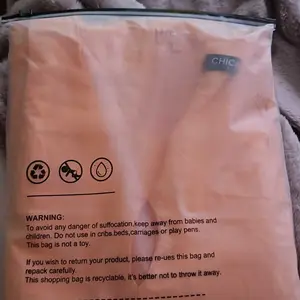 CHIC
WARNING:
To avoid any danger of suffocation,keep away from babies and
children. Do not use in cribs beds,carriages or play pens.
This bag is not a toy.
If you wish to return your product, please re-ues this bag and
repack carefully.
This shopping bag is recyclable, it's better not to throw it away.